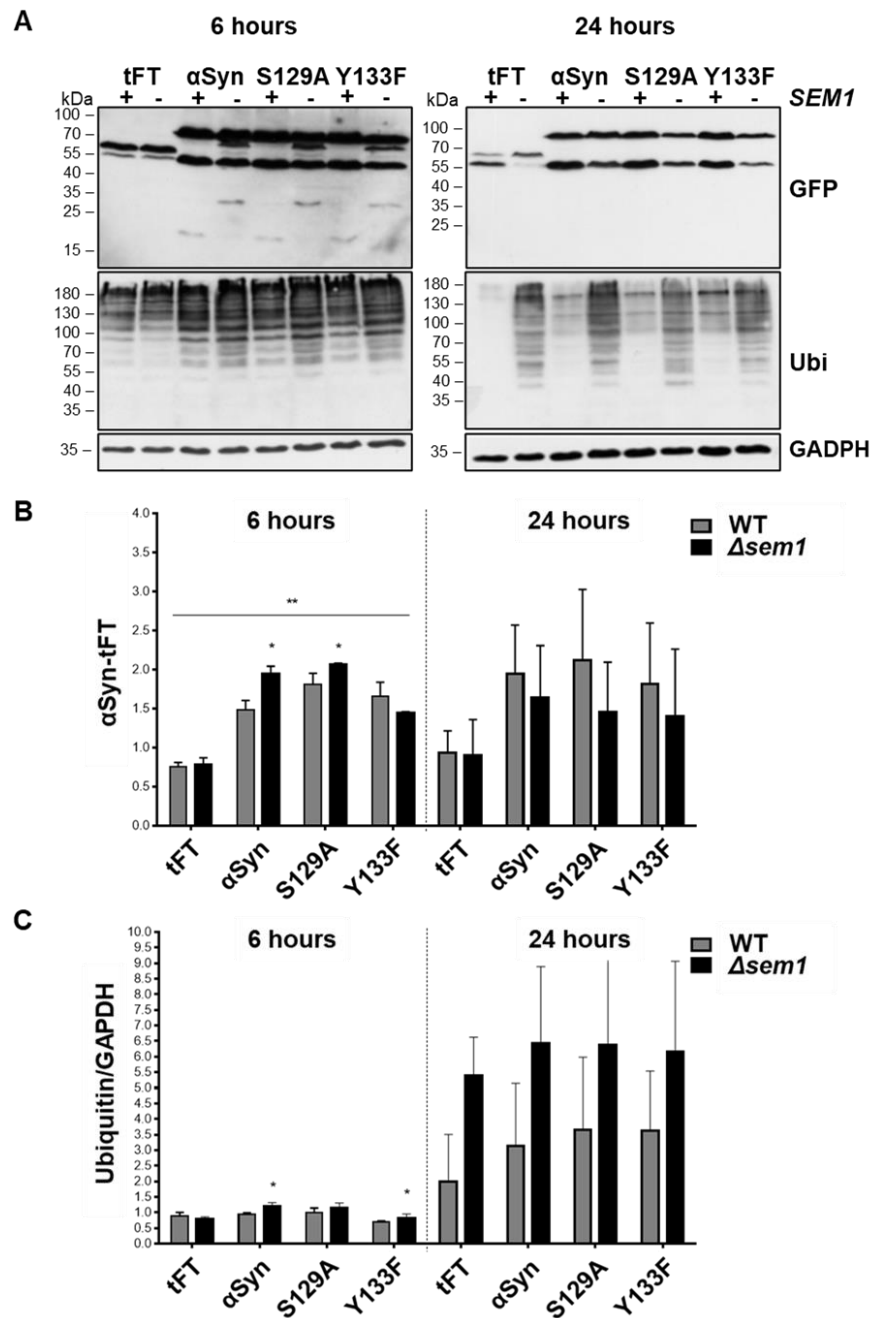 A
6 hours
24 hours
tFT αSyn S129A Y133F
tFT αSyn S129A Y133F
kDa + - + - + - + -
kDa + - + - + - + -
SEM1
100
70
55
40
35
25
15
100
70
55
40
35
25
GFP
180
130
100
70
55
40
35
180
130
100
70
55
40
35
Ubi
35
35
GADPH
B
6 hours
24 hours
WT
Δsem1
αSyn-tFT
4.0
3.5
3.0
2.5
2.0
1.5
1.0
0.5
0.0
**
*
*
tFT αSyn S129A Y133F tFT αSyn S129A Y133F
C
6 hours
24 hours
WT
Δsem1
Ubiquitin/GAPDH
10.0
9.5
9.0
8.5
8.0
7.5
7.0
6.5
6.0
5.5
5.0
4.5
4.0
3.5
3.0
2.5
2.0
1.5
1.0
0.5
0.0
*
*
tFT αSyn S129A Y133F tFT αSyn S129A Y133F